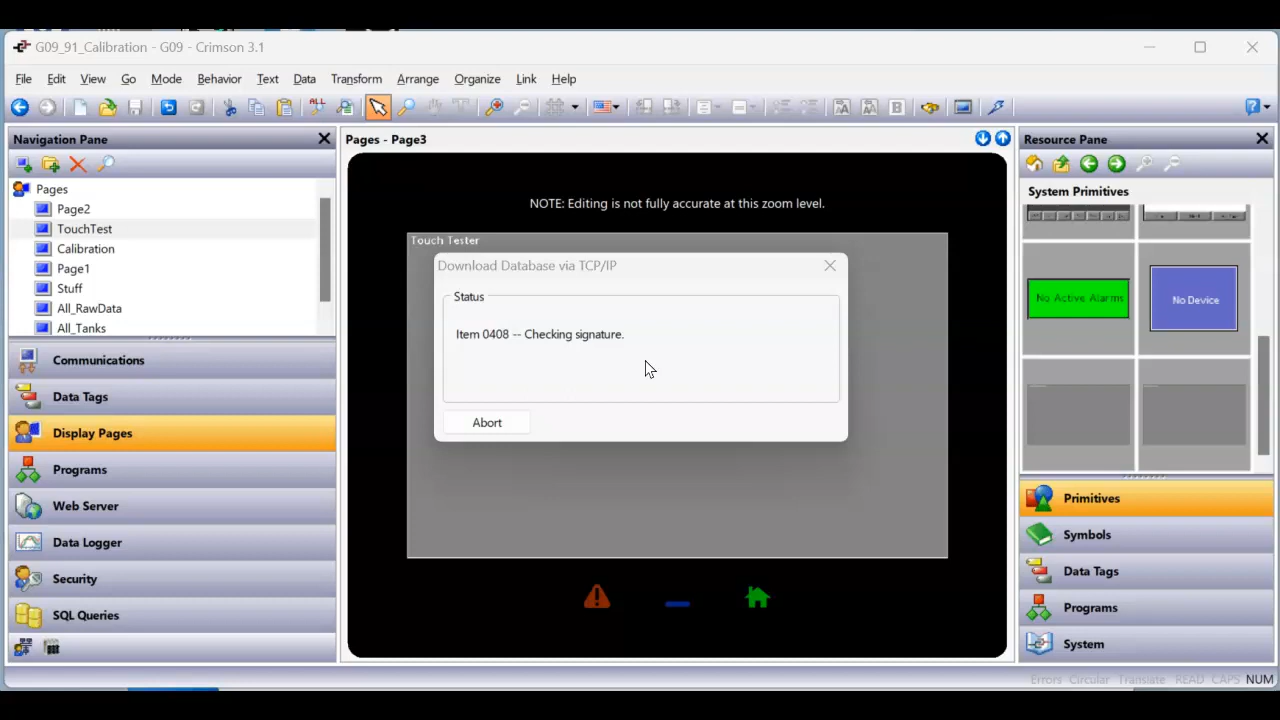 G09_91_Calibration - G09 - Crimson 3.1
File Edit View Go Mode Behavior Text Data Transform Arrange Organize Link Help
ALL
Navigation Pane
Pages - Page3
Resource Pane
Pages
Page2
TouchTest
Calibration
Page1
Stuff
All_RawData
All_Tanks
Communications
Data Tags
Display Pages
Programs
Web Server
Data Logger
Security
SQL Queries
NOTE: Editing is not fully accurate at this zoom level.
Touch Tester
Download Database via TCP/IP
Status
Item 0408 -- Checking signature.
Abort
System Primitives
No Active Alarms
No Device
Primitives
Symbols
Data Tags
Programs
System
Errors Circular Translate READ CAPS NUM